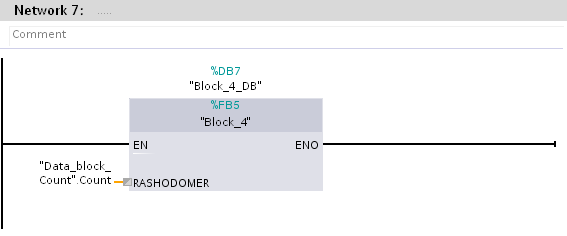 Network 7: .....
Comment
%DB7
"Block_4_DB"
%FB5
"Block_4"
EN ENO
"Data_block_
Count".Count
RASHODOMER